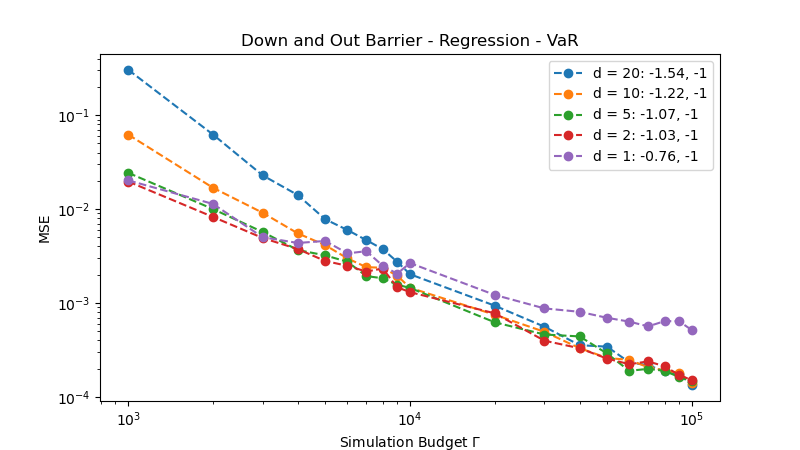 Down and Out Barrier - Regression - VaR
MSE
10⁻¹
10⁻²
10⁻³
10⁻⁴
d = 20: -1.54, -1
d = 10: -1.22, -1
d = 5: -1.07, -1
d = 2: -1.03, -1
d = 1: -0.76, -1
10³
10⁴
10⁵
Simulation Budget Γ